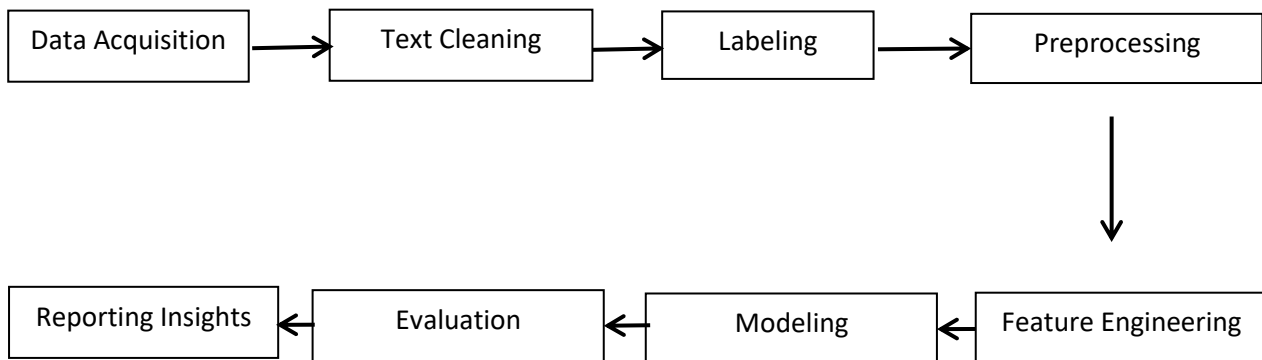 Data Acquisition
Text Cleaning
Labeling
Preprocessing
Reporting Insights
Evaluation
Modeling
Feature Engineering